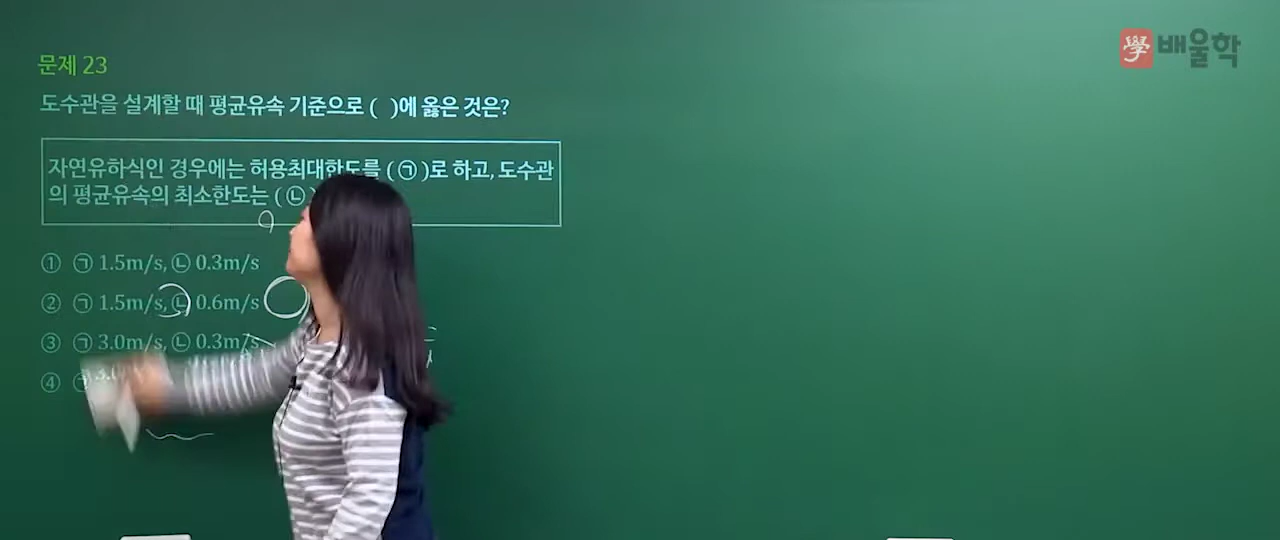 學 배울학
문제 23
도수관을 설계할 때 평균유속 기준으로 ( )에 옳은 것은?
자연유하식인 경우에는 허용최대한도를 ( ㉠ )로 하고, 도수관
의 평균유속의 최소한도는 ( ㉡ )
① ㉠ 1.5m/s, ㉡ 0.3m/s
② ㉠ 1.5m/s, ㉡ 0.6m/s
③ ㉠ 3.0m/s, ㉡ 0.3m/s
④ ㉠